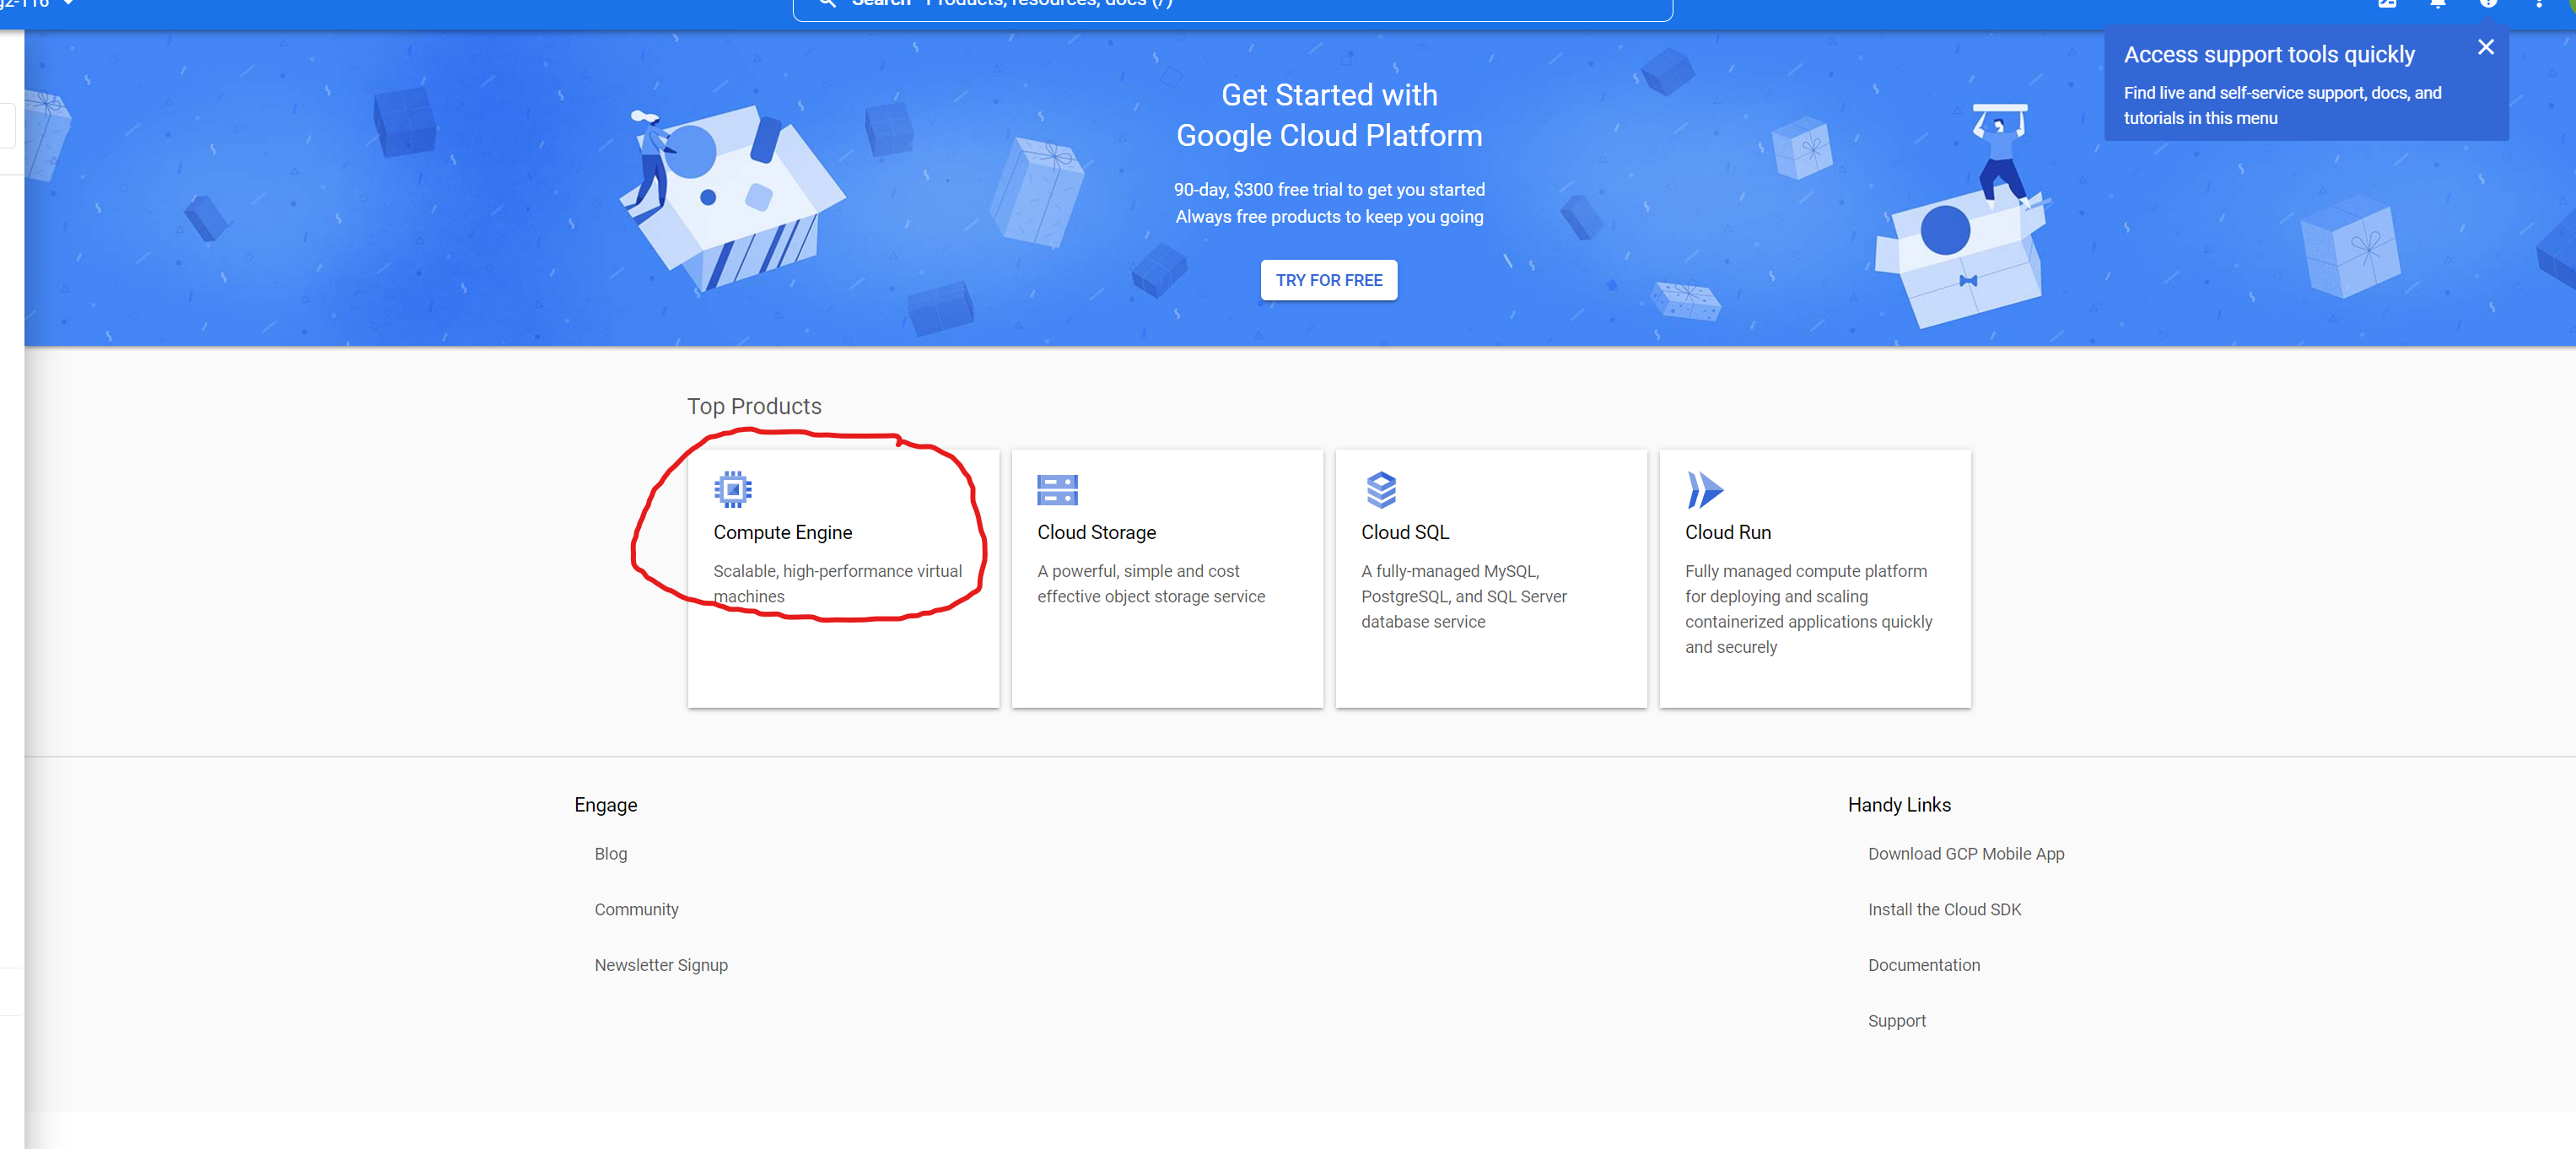 Search Products, resources, docs (/)
Access support tools quickly
Find live and self-service support, docs, and
tutorials in this menu
Get Started with
Google Cloud Platform
90-day, $300 free trial to get you started
Always free products to keep you going
TRY FOR FREE
Top Products
Compute Engine
Scalable, high-performance virtual
machines
Cloud Storage
A powerful, simple and cost
effective object storage service
Cloud SQL
A fully-managed MySQL,
PostgreSQL, and SQL Server
database service
Cloud Run
Fully managed compute platform
for deploying and scaling
containerized applications quickly
and securely
Engage
Blog
Community
Newsletter Signup
Handy Links
Download GCP Mobile App
Install the Cloud SDK
Documentation
Support